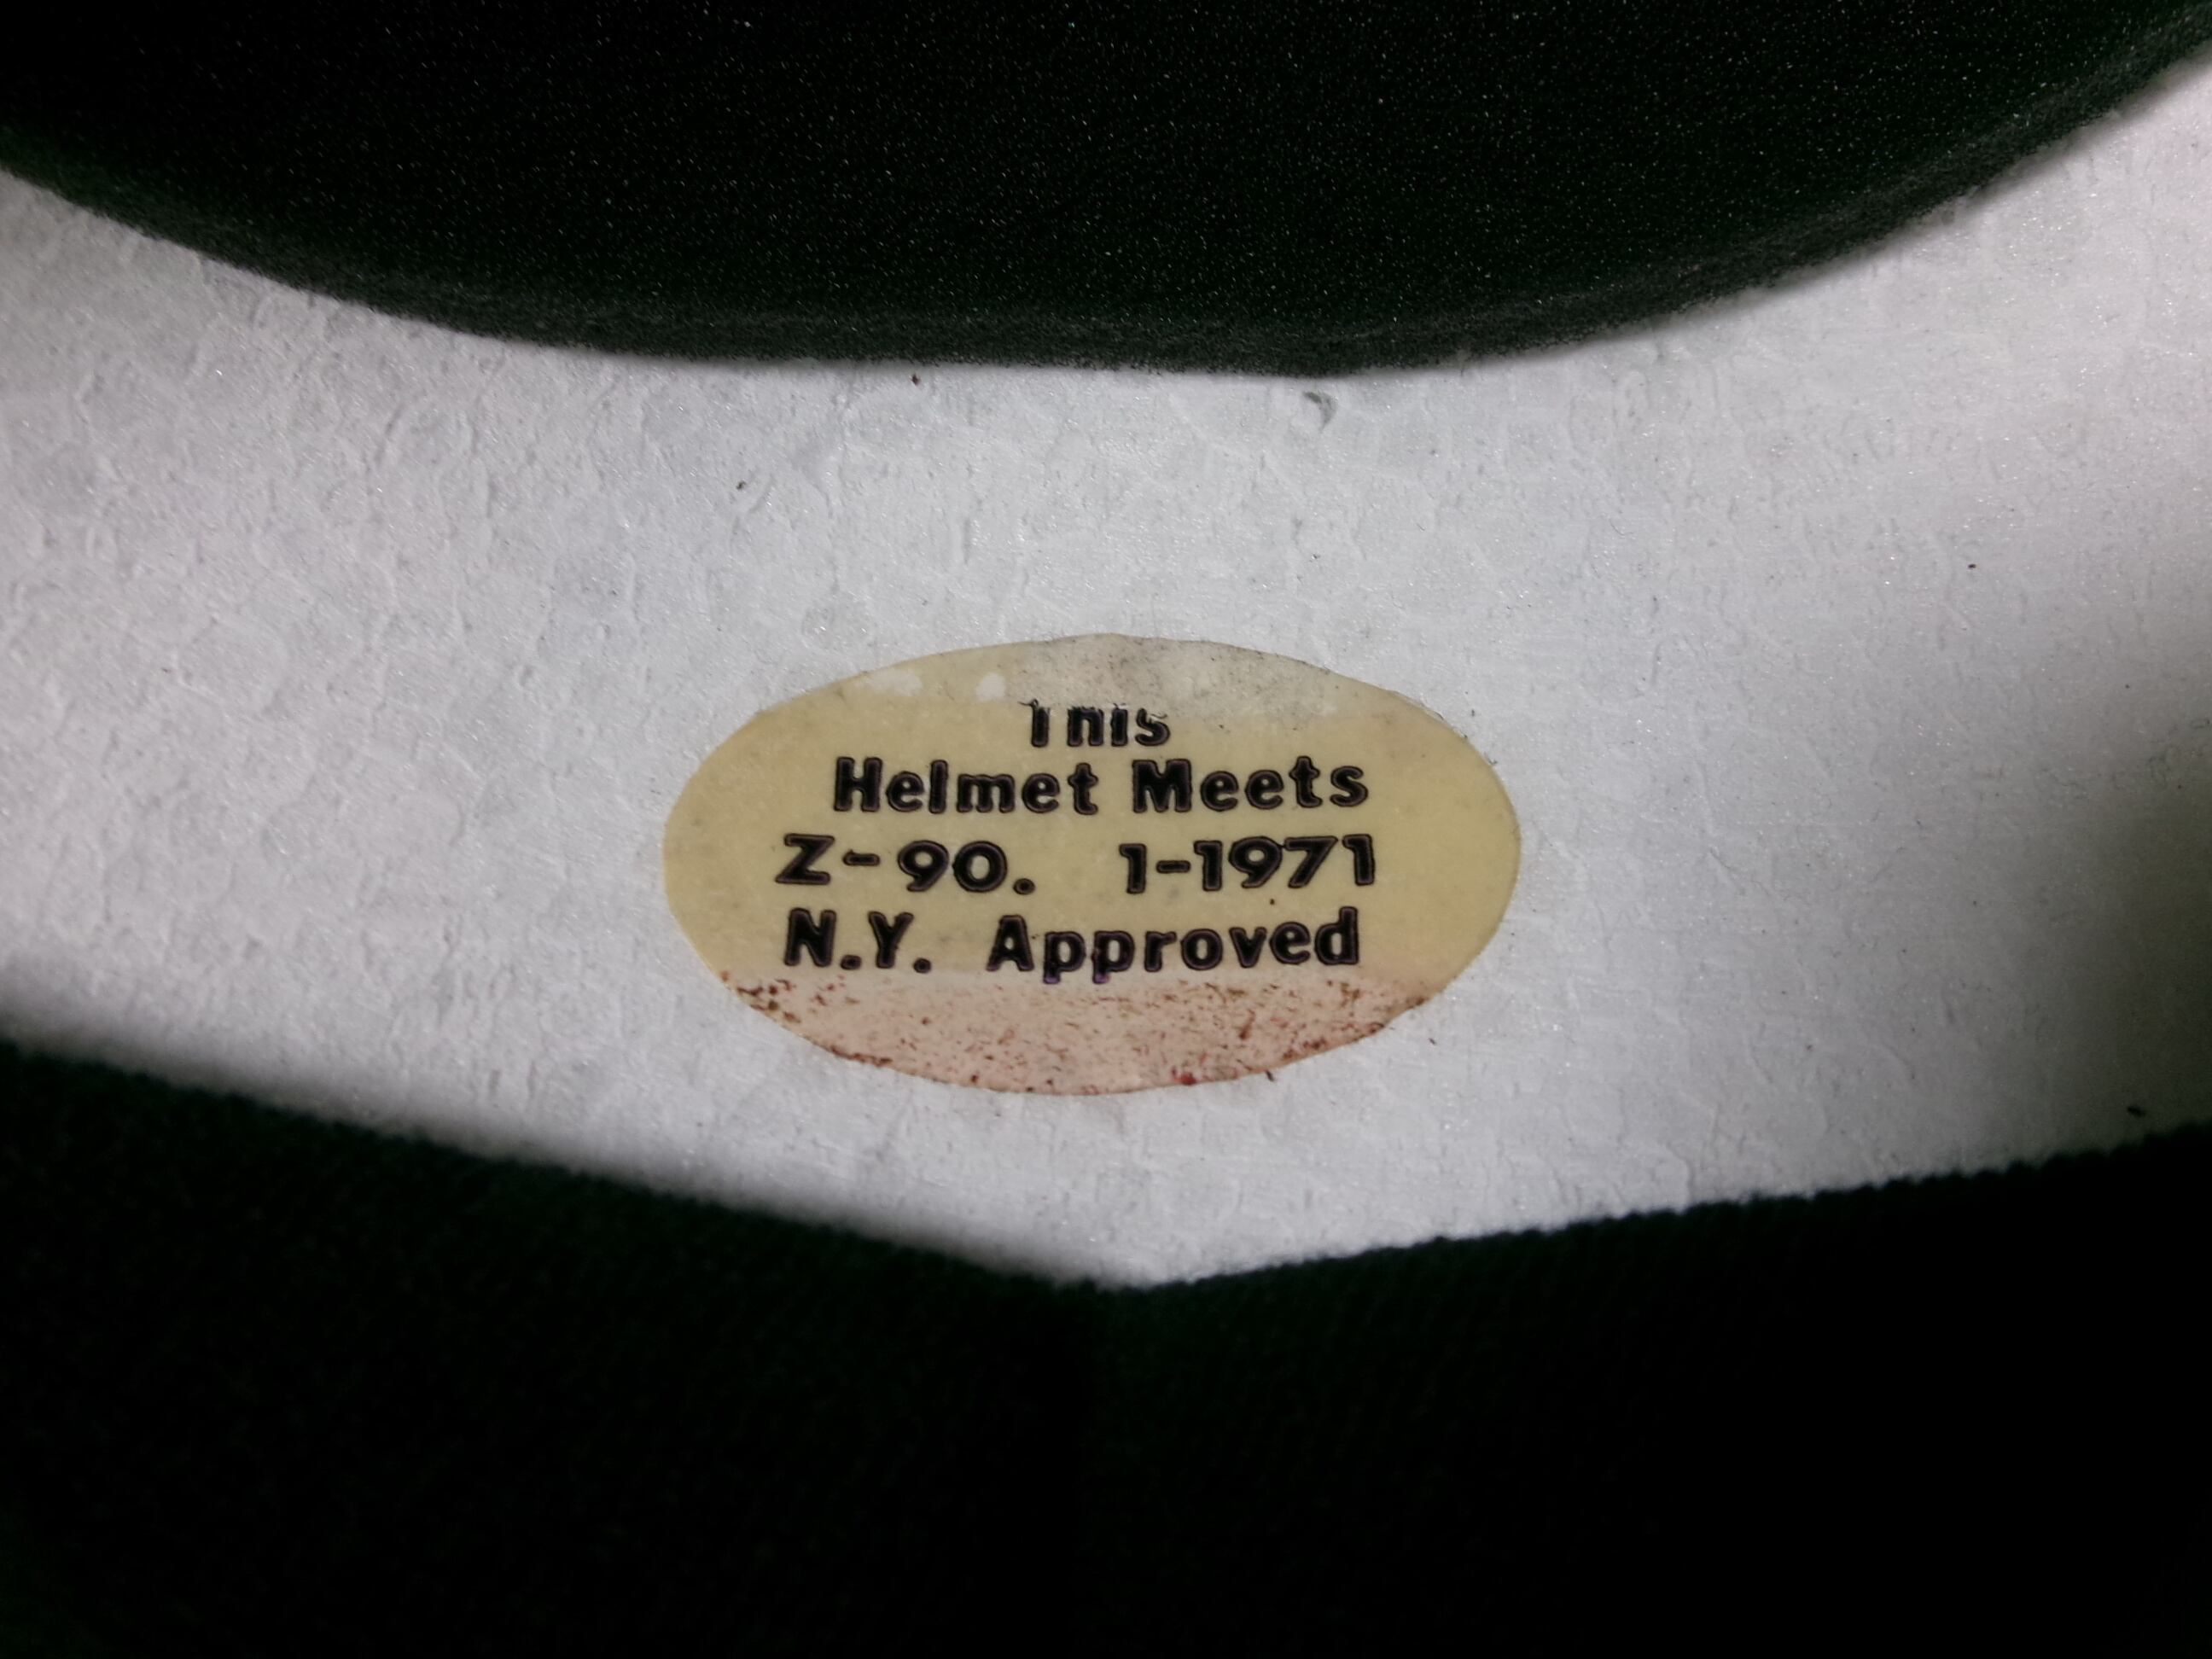 This
Helmet Meets
Z-90. 1-1971
N.Y. Approved